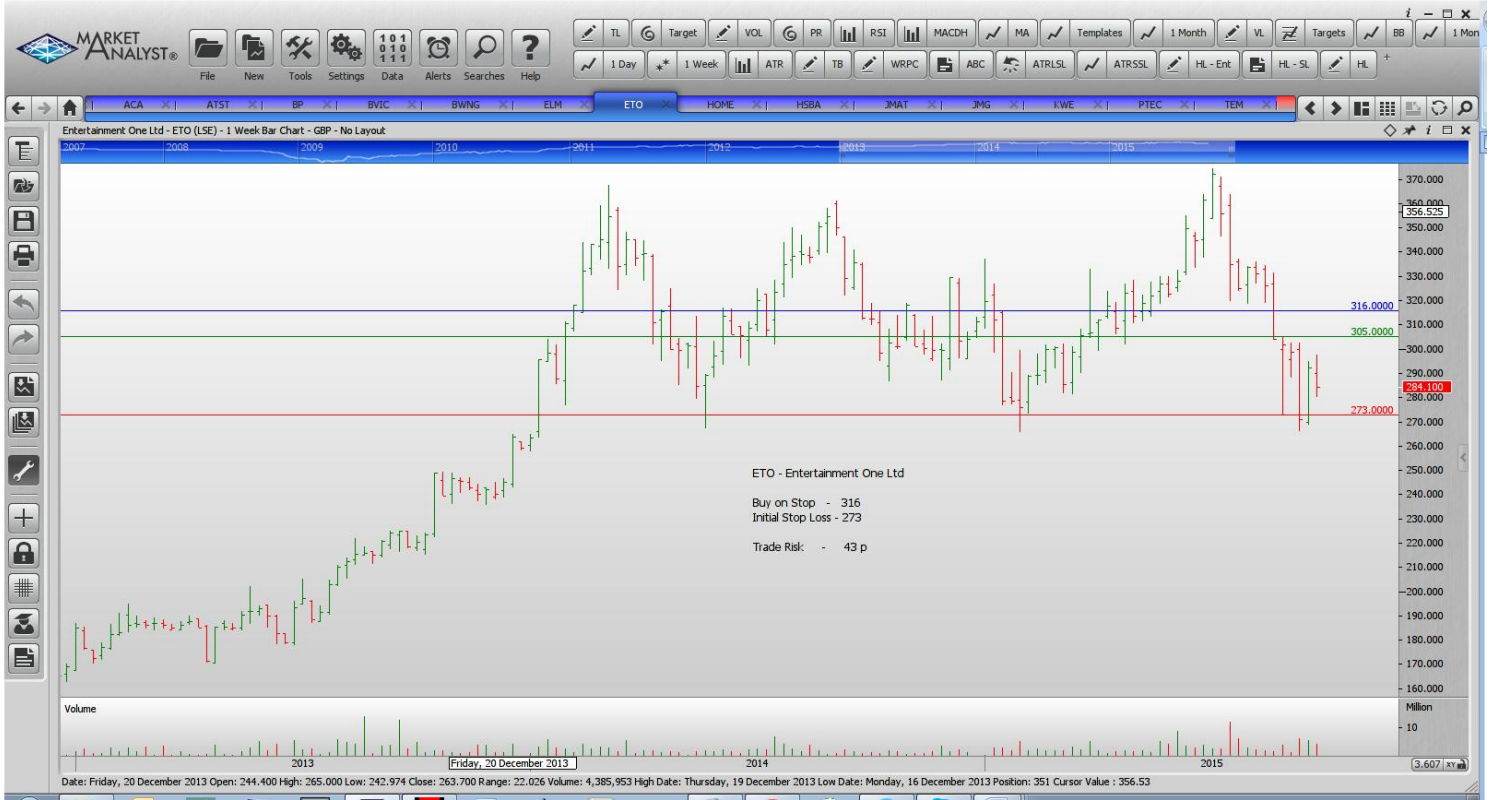 i
MARKET
ANALYST®
File New Tools Settings Data Alerts Searches Help
TL Target VOL PR RSI MACDH MA Templates 1 Month VL Targets BB 1 Mon
1 Day 1 Week ATR TB WRPC ABC ATRLSL ATRSSL HL - Ent HL - SL HL +
ACA ATST BP BVIC BWNG ELM ETO HOME HSBA JMAT JMG KWE PTEC TEM
Entertainment One Ltd - ETO (LSE) - 1 Week Bar Chart - GBP - No Layout
2007 2008 2009 2010 2011 2012 2013 2014 2015
370.000
360.000
356.525
350.000
340.000
330.000
320.000
316.0000
310.000
305.0000
300.000
290.000
284.100
280.000
273.0000
270.000
260.000
250.000
240.000
230.000
220.000
210.000
200.000
190.000
180.000
170.000
160.000
ETO - Entertainment One Ltd
Buy on Stop - 316
Initial Stop Loss - 273
Trade Risk - 43 p
Volume
Million
10
2013 Friday, 20 December 2013 2014 2015 3.607 XY
Date: Friday, 20 December 2013 Open: 244.400 High: 265.000 Low: 242.974 Close: 263.700 Range: 22.026 Volume: 4,385,953 High Date: Thursday, 19 December 2013 Low Date: Monday, 16 December 2013 Position: 351 Cursor Value : 356.53